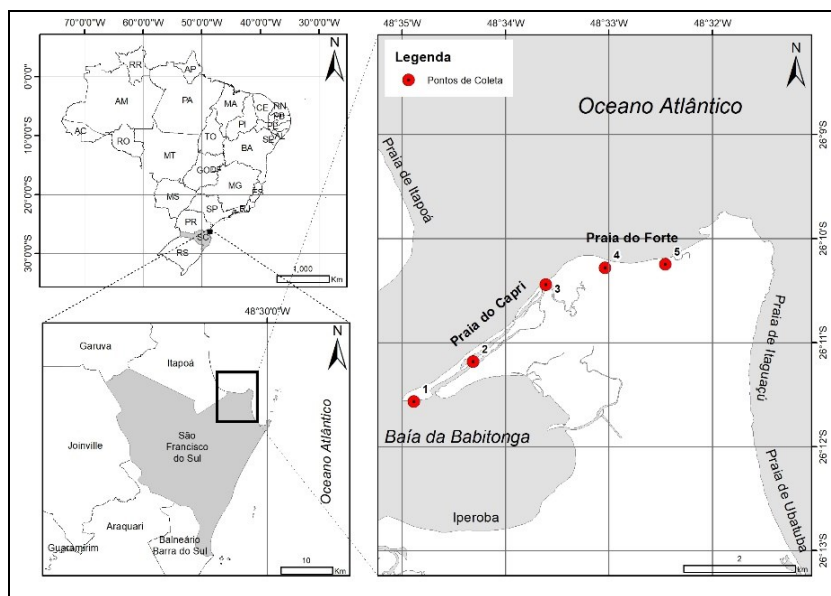 70°0'0"W 60°0'0"W 50°0'0"W 40°0'0"W
N
0°0'0"
10°0'0"S
20°0'0"S
30°0'0"S
RR
AP
AM
PA
MA
CE
RN
PB
PI
AC
RO
TO
SE
BA
MT
GO
DF
MG
ES
MS
SP
RJ
PR
SC
RS
1,000
Km
48°30'0"W
N
Garuva
Itapoá
Joinville
São
Francisco
do Sul
Oceano Atlântico
Araquari
Guaramirim
Balneário
Barra do Sul
10
Km
48°35'W 48°34'W 48°33'W 48°32'W
Legenda
Pontos de Coleta
N
Oceano Atlântico
26°9'S
Praia de Itapoá
26°10'S
Praia do Forte
4
5
3
Praia do Capri
2
1
26°11'S
Praia de Itaguaçú
Baía da Babitonga
26°12'S
Iperoba
Praia de Ubatuba
26°13'S
2
km